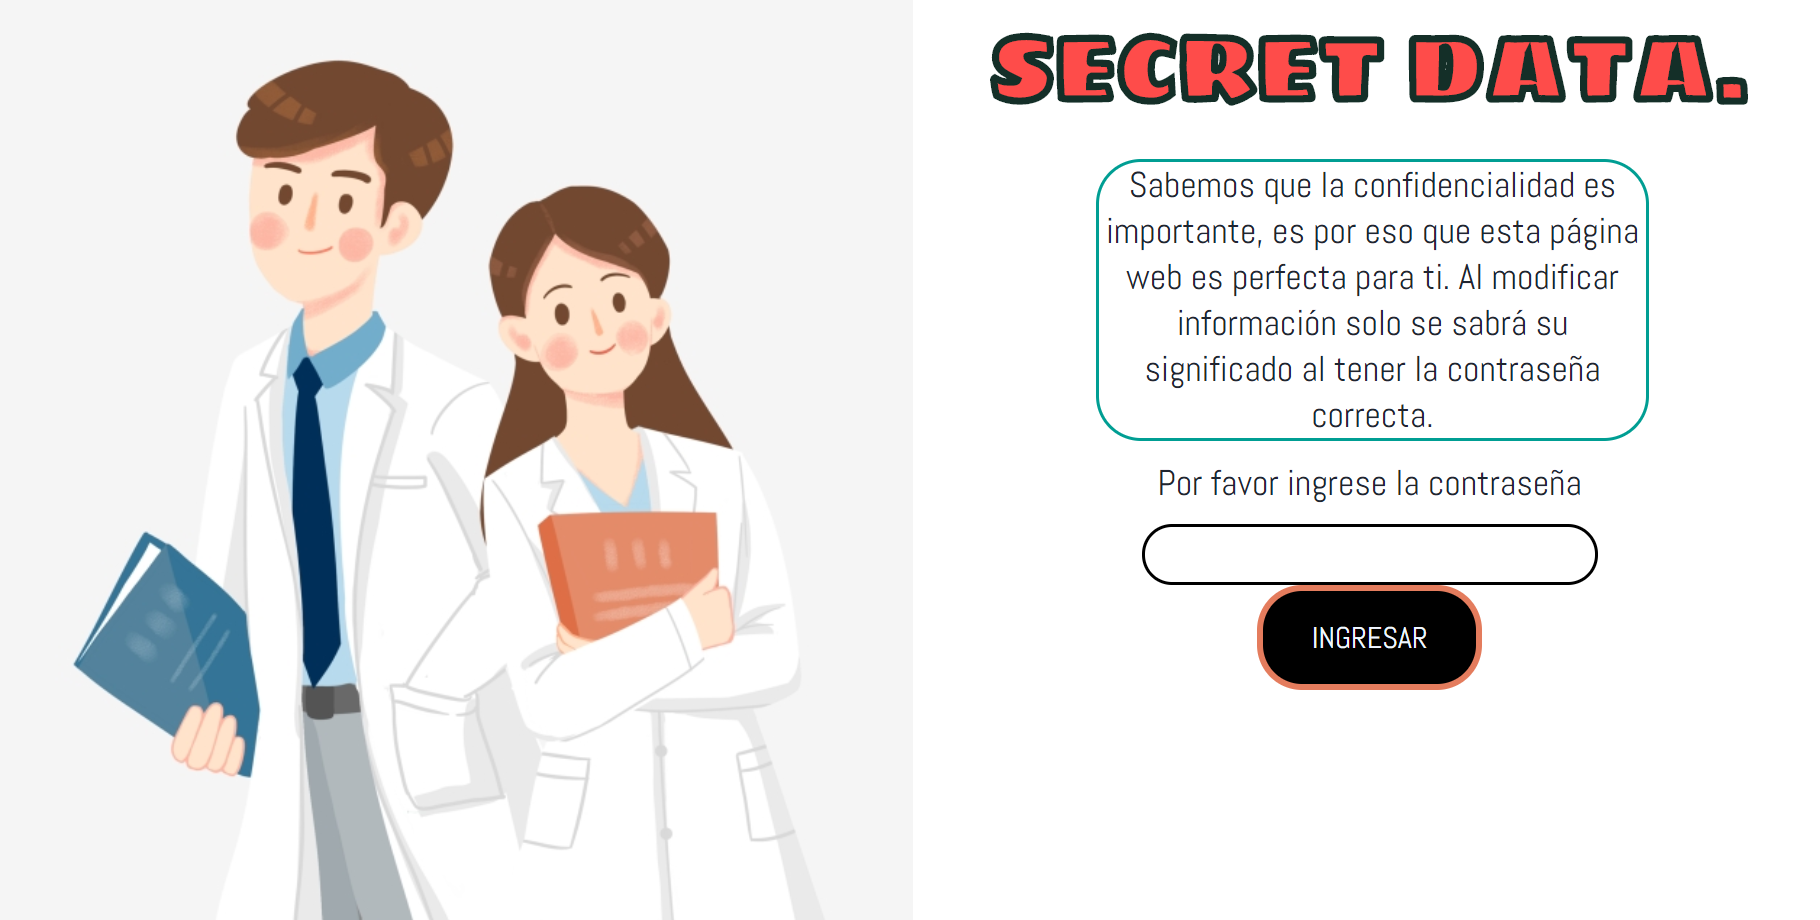 SECRET DATA.
Sabemos que la confidencialidad es
importante, es por eso que esta página
web es perfecta para ti. Al modificar
información solo se sabrá su
significado al tener la contraseña
correcta.
Por favor ingrese la contraseña
INGRESAR